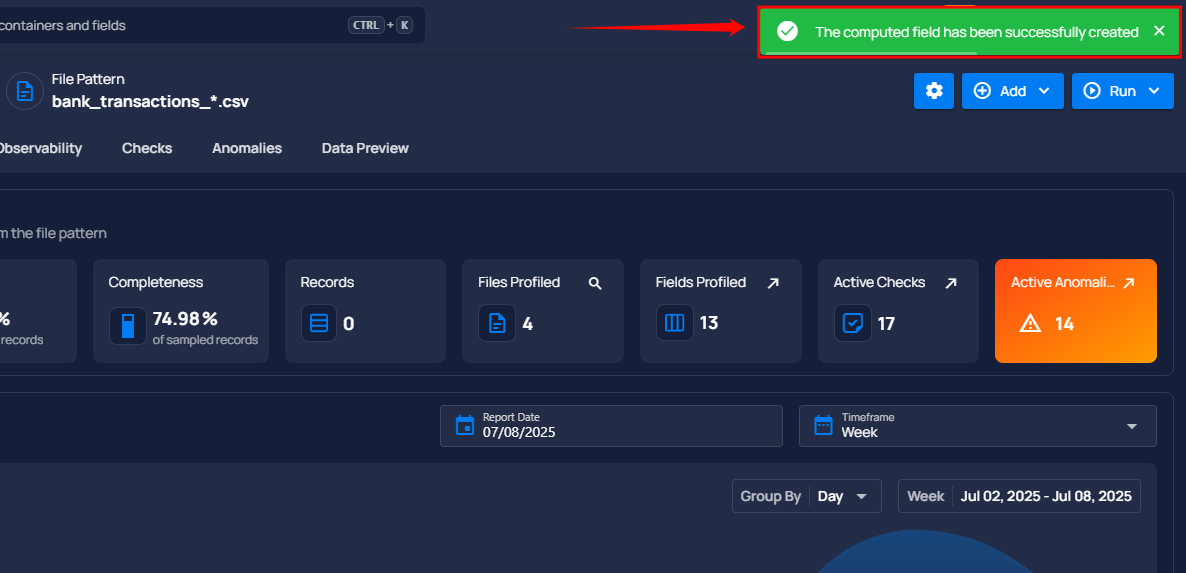 containers and fields
CTRL + K
The computed field has been successfully created
File Pattern
bank_transactions_*.csv
Add
Run
Observability
Checks
Anomalies
Data Preview
the file pattern
Completeness
Records
Files Profiled
Fields Profiled
Active Checks
Active Anomali...
%
records
74.98%
of sampled records
0
4
13
17
14
Report Date
07/08/2025
Timeframe
Week
Group By Day
Week Jul 02, 2025 - Jul 08, 2025